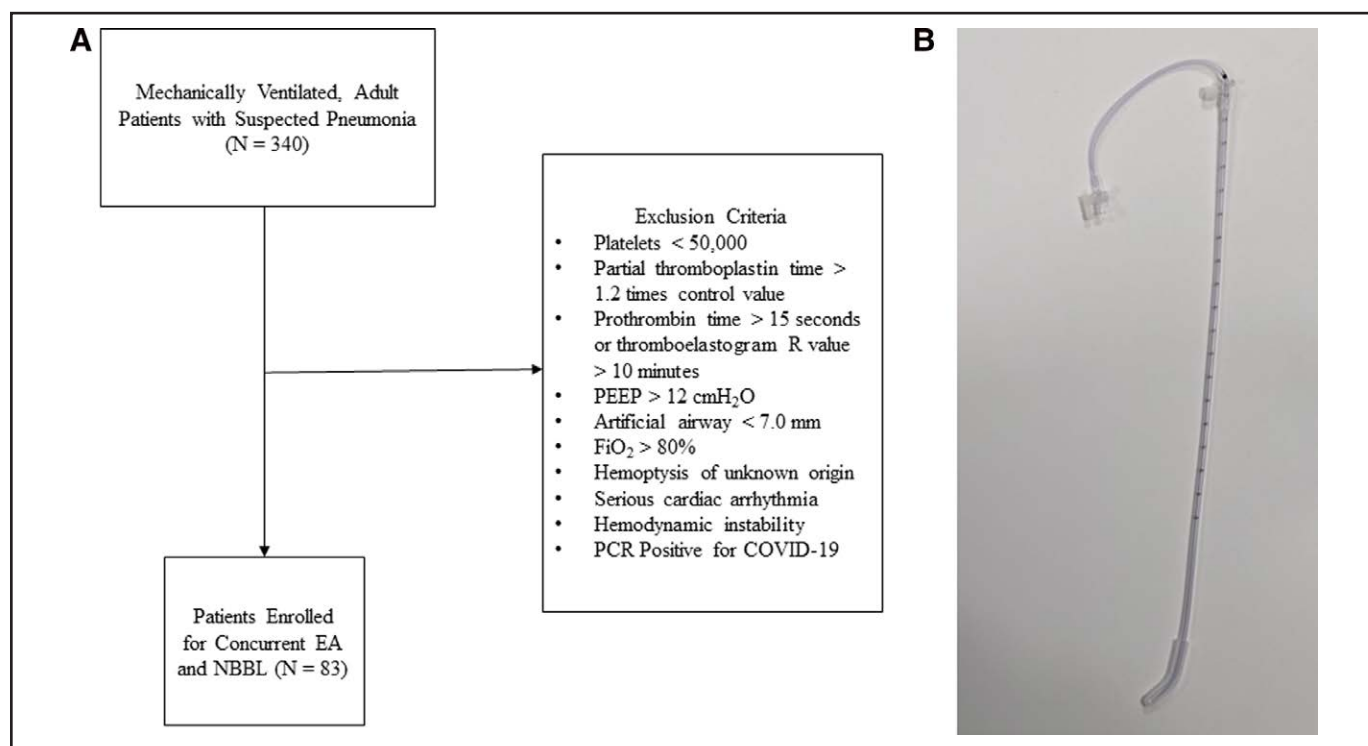 A
Mechanically Ventilated, Adult
Patients with Suspected Pneumonia
(N = 340)
Exclusion Criteria
• Platelets < 50,000
• Partial thromboplastin time >
1.2 times control value
• Prothrombin time > 15 seconds
or thromboelastogram R value
> 10 minutes
• PEEP > 12 cmH₂O
• Artificial airway < 7.0 mm
• FiO₂ > 80%
• Hemoptysis of unknown origin
• Serious cardiac arrhythmia
• Hemodynamic instability
• PCR Positive for COVID-19
Patients Enrolled
for Concurrent EA
and NBBL (N = 83)
B